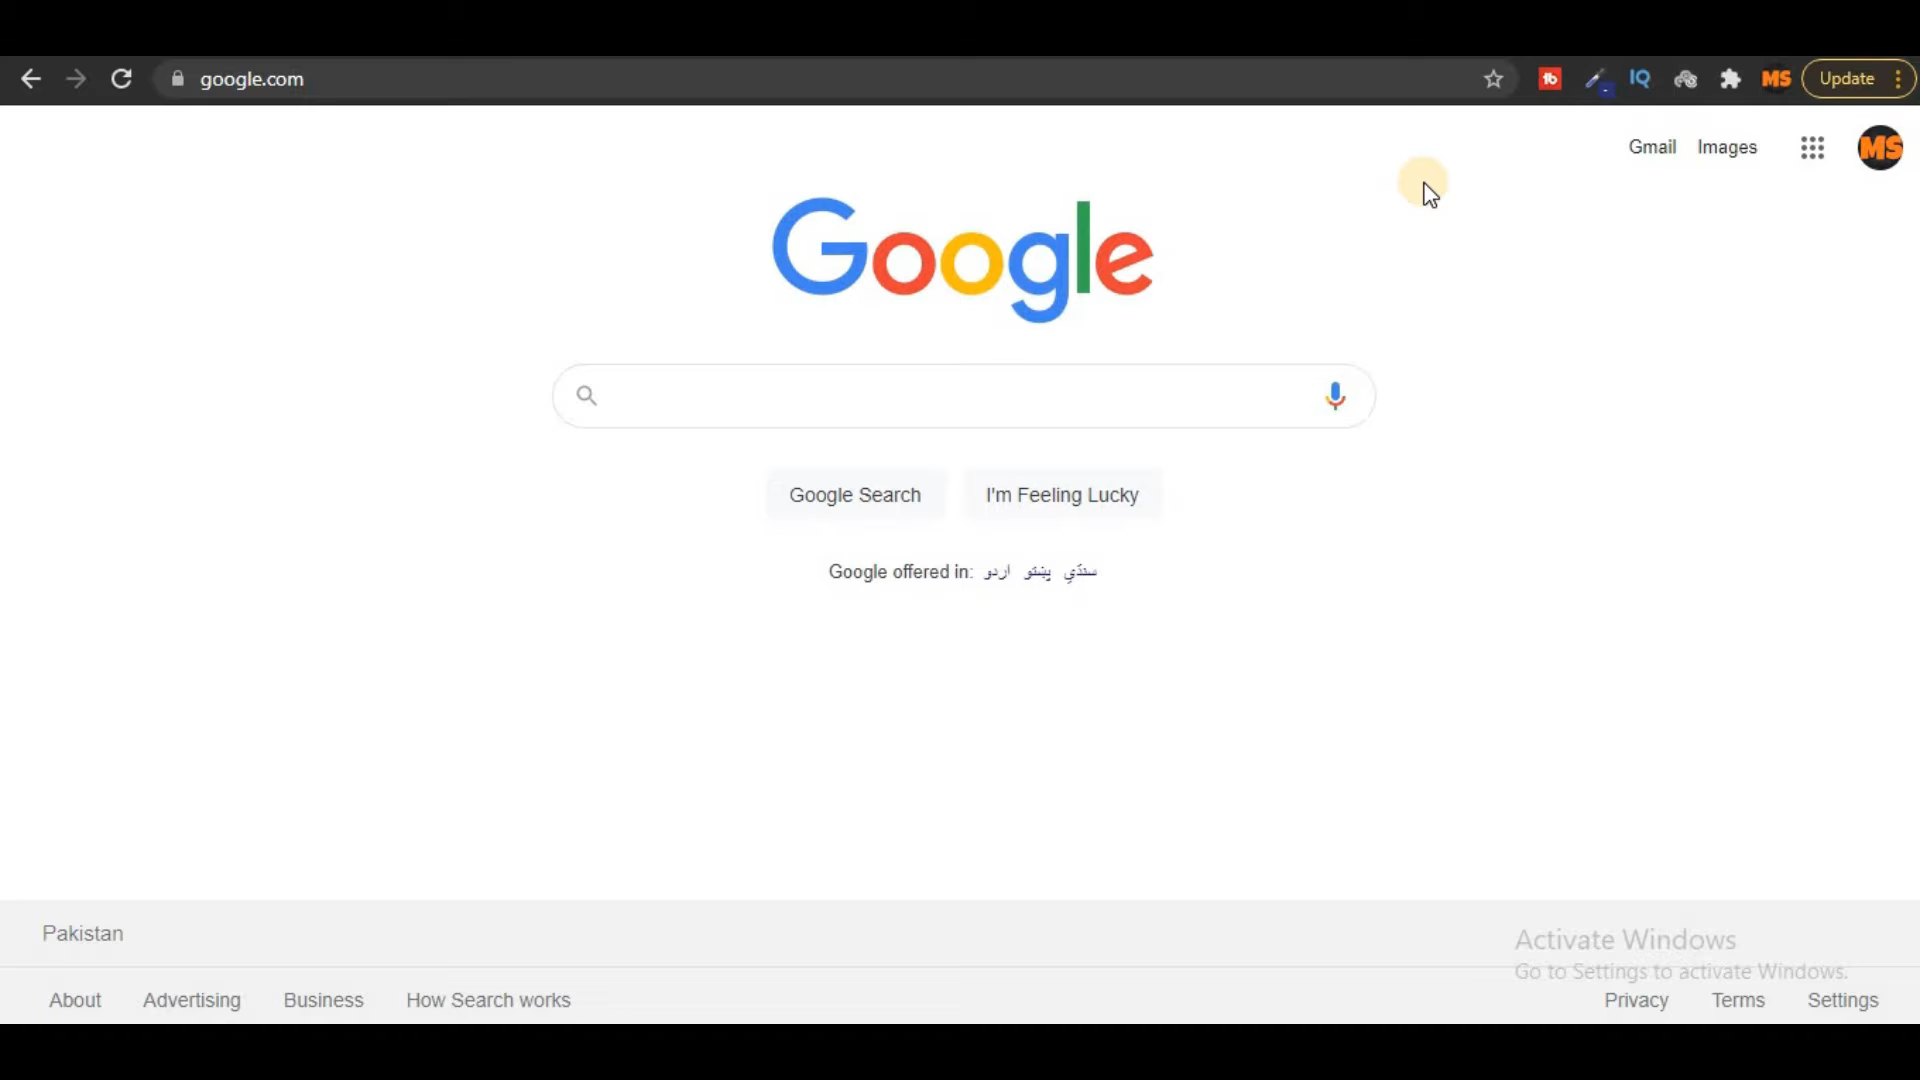 google.com
Update
Gmail Images MS
Google
Google Search I'm Feeling Lucky
Google offered in: اردو پښتو سنڌي
Pakistan
Activate Windows
Go to Settings to activate Windows.
About Advertising Business How Search works Privacy Terms Settings